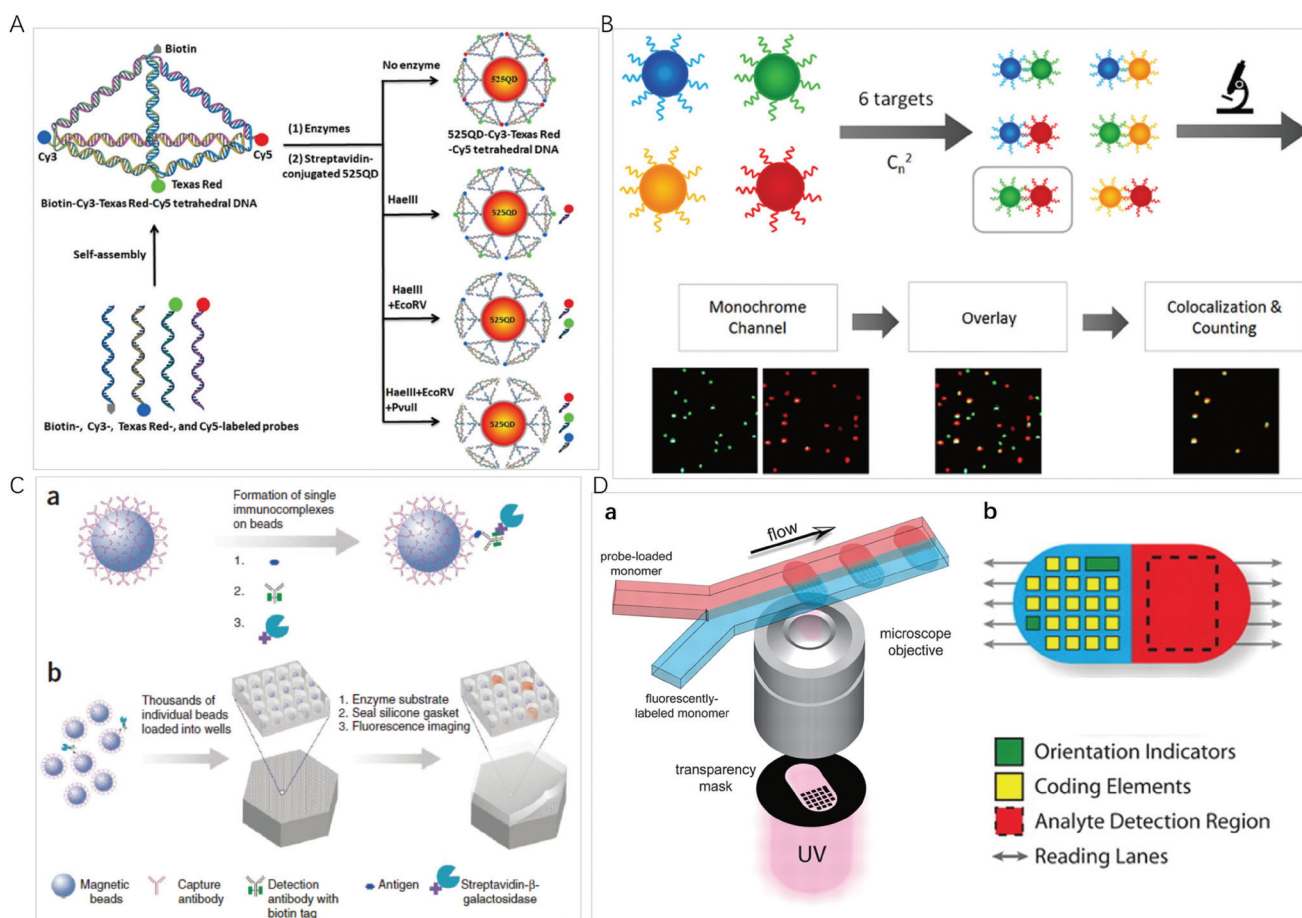 A
Biotin
Cy3
Cy5
Texas Red
Biotin-Cy3-Texas Red-Cy5 tetrahedral DNA
Self-assembly
Biotin-, Cy3-, Texas Red-, and Cy5-labeled probes
(1) Enzymes
(2) Streptavidin-
conjugated 525QD
No enzyme
525QD
525QD-Cy3-Texas Red
-Cy5 tetrahedral DNA
HaeIII
525QD
HaeIII
+EcoRV
525QD
HaeIII+EcoRV
+PvuII
525QD
B
6 targets
Cn2
Monochrome
Channel
Overlay
Colocalization &
Counting
C
a
Formation of single
immunocomplexes
on beads
1.
2.
3.
b
Thousands of
individual beads
loaded into wells
1. Enzyme substrate
2. Seal silicone gasket
3. Fluorescence imaging
Magnetic
beads
Capture
antibody
Detection
antibody with
biotin tag
Antigen
Streptavidin-β-
galactosidase
D
a
flow
probe-loaded
monomer
microscope
objective
fluorescently-
labeled monomer
transparency
mask
UV
b
Orientation Indicators
Coding Elements
Analyte Detection Region
Reading Lanes